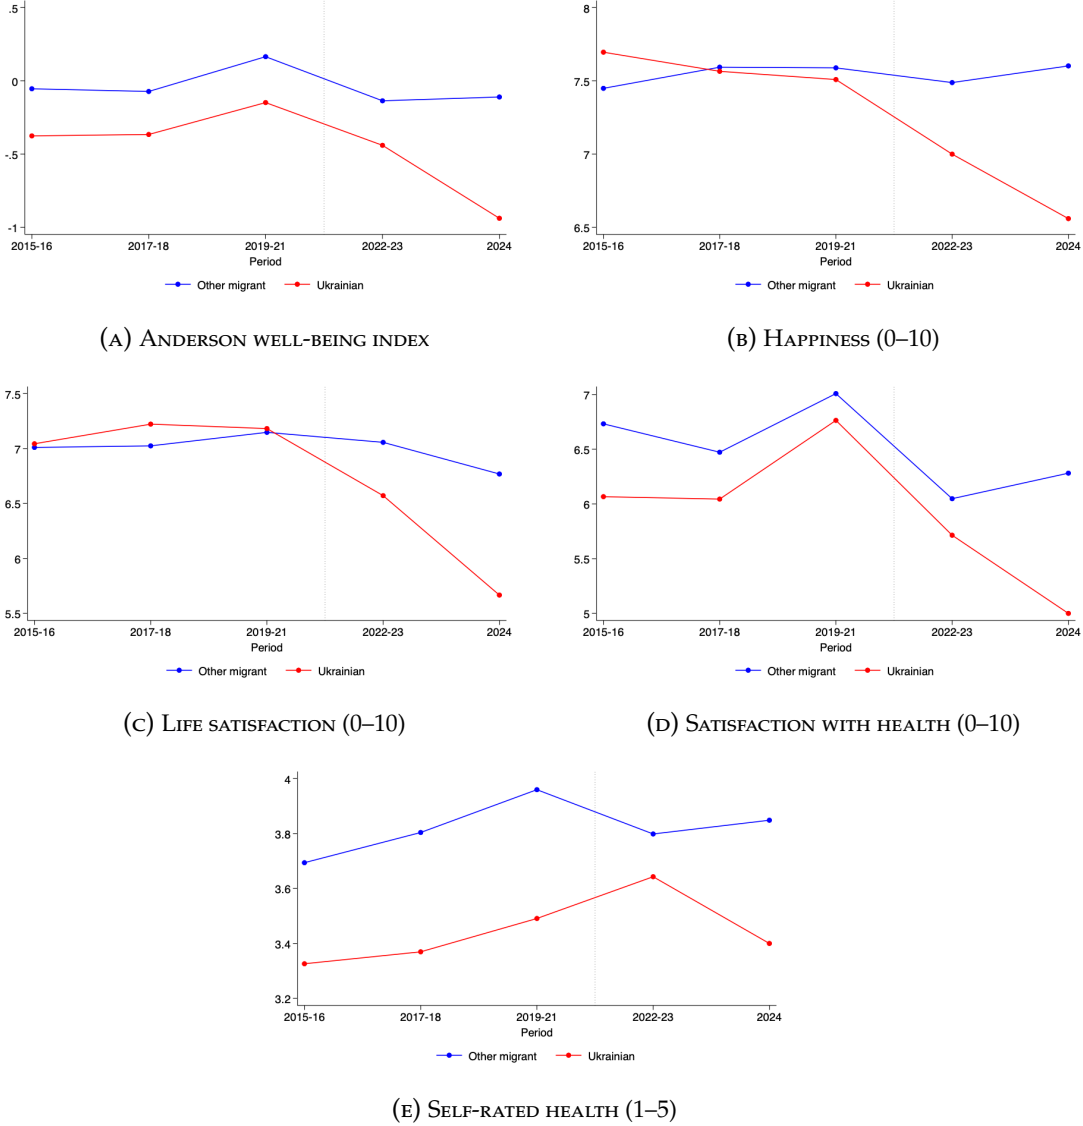 .5
0
-.5
-1
2015-16 2017-18 2019-21 2022-23 2024
Period
Other migrant Ukrainian
(A) Anderson well-being index
8
7.5
7
6.5
2015-16 2017-18 2019-21 2022-23 2024
Period
Other migrant Ukrainian
(B) Happiness (0–10)
7.5
7
6.5
6
5.5
2015-16 2017-18 2019-21 2022-23 2024
Period
Other migrant Ukrainian
(C) Life satisfaction (0–10)
7
6.5
6
5.5
5
2015-16 2017-18 2019-21 2022-23 2024
Period
Other migrant Ukrainian
(D) Satisfaction with health (0–10)
4
3.8
3.6
3.4
3.2
2015-16 2017-18 2019-21 2022-23 2024
Period
Other migrant Ukrainian
(E) Self-rated health (1–5)